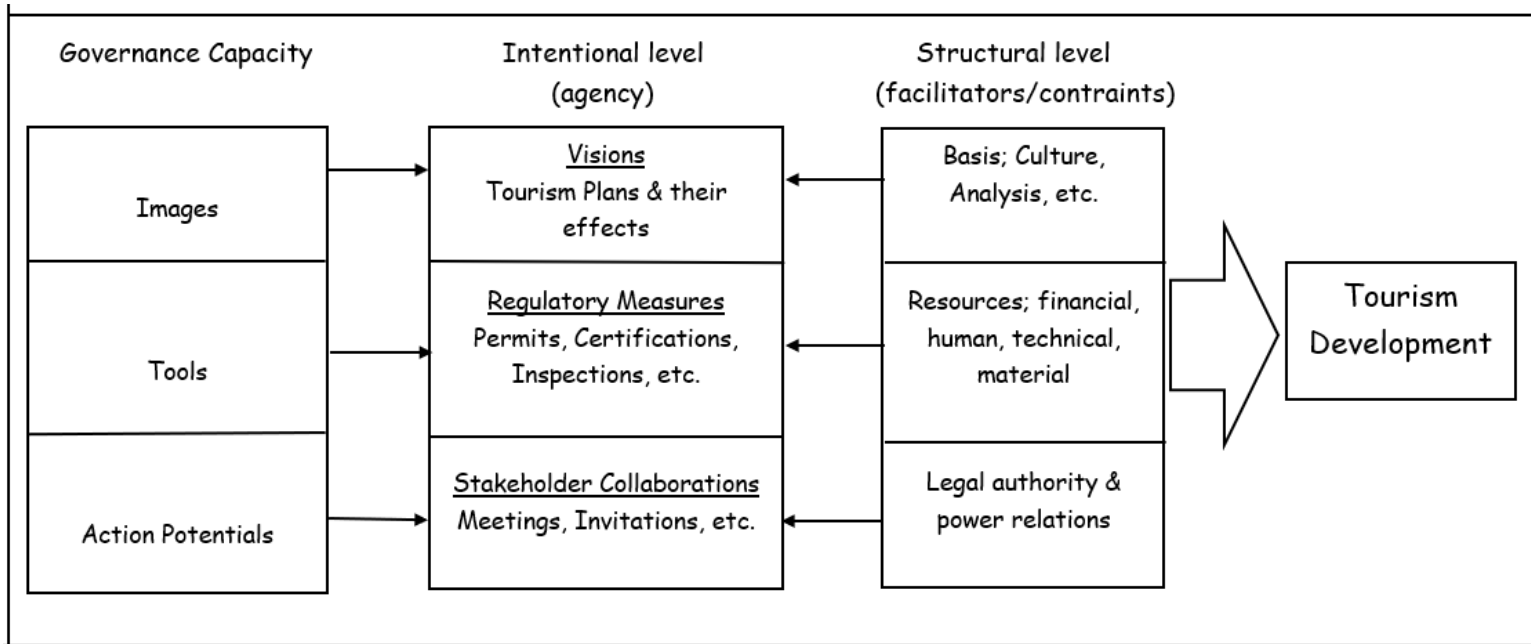 Governance Capacity
Intentional level
(agency)
Structural level
(facilitators/contraints)
Images
Visions
Tourism Plans & their
effects
Basis; Culture,
Analysis, etc.
Tools
Regulatory Measures
Permits, Certifications,
Inspections, etc.
Resources; financial,
human, technical,
material
Action Potentials
Stakeholder Collaborations
Meetings, Invitations, etc.
Legal authority &
power relations
Tourism
Development